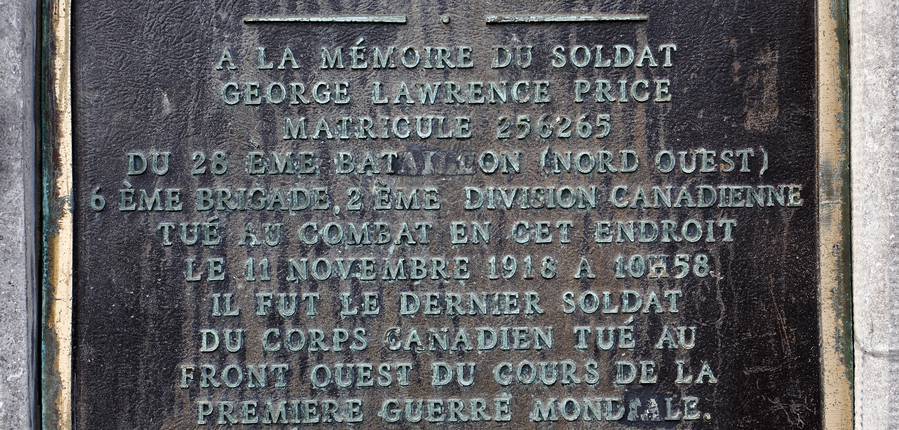 A LA MÉMOIRE DU SOLDAT
GEORGE LAWRENCE PRICE
MATRICULE 256265
DU 28 ÈME BATAILLON (NORD OUEST)
6 ÈME BRIGADE, 2 ÈME DIVISION CANADIENNE
TUÉ AU COMBAT EN CET ENDROIT
LE 11 NOVEMBRE 1918 A 10H58.
IL FUT LE DERNIER SOLDAT
DU CORPS CANADIEN TUÉ AU
FRONT OUEST DU COURS DE LA
PREMIERE GUERRE MONDIALE.